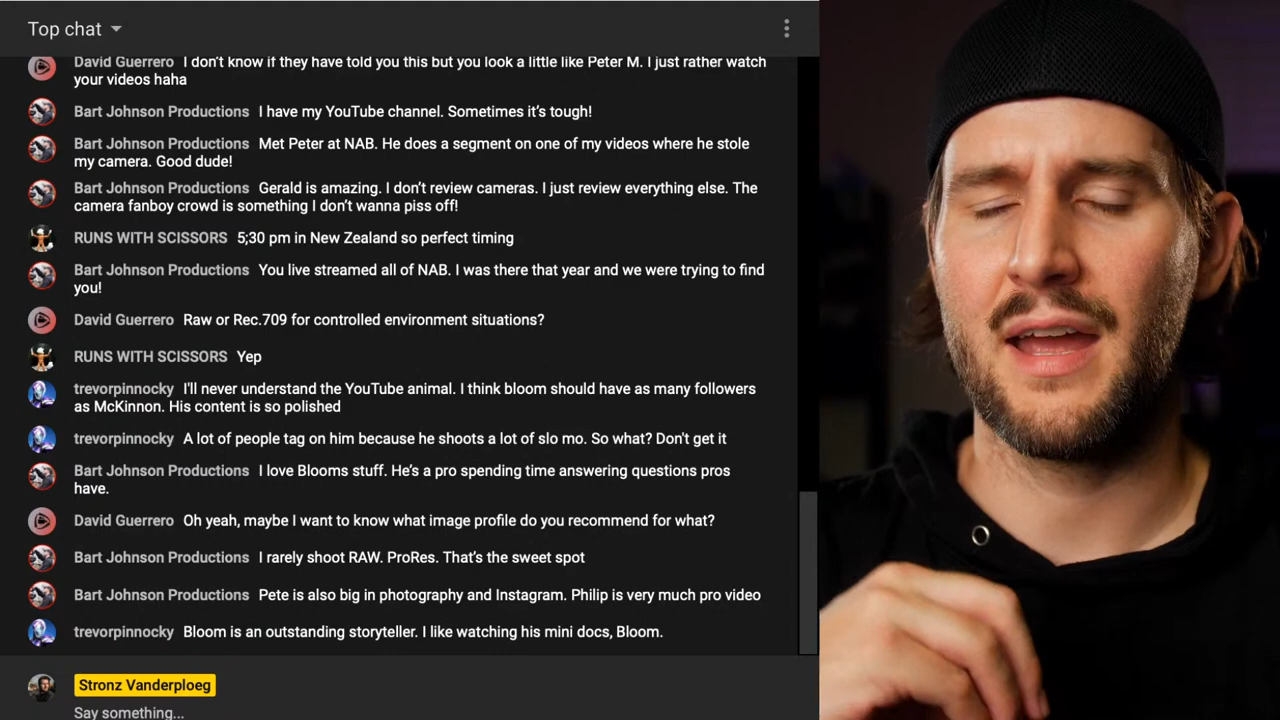 Top chat
David Guerrero I don't know if they have told you this but you look a little like Peter M. I just rather watch
your videos haha
Bart Johnson Productions I have my YouTube channel. Sometimes it's tough!
Bart Johnson Productions Met Peter at NAB. He does a segment on one of my videos where he stole
my camera. Good dude!
Bart Johnson Productions Gerald is amazing. I don't review cameras. I just review everything else. The
camera fanboy crowd is something I don't wanna piss off!
RUNS WITH SCISSORS 5;30 pm in New Zealand so perfect timing
Bart Johnson Productions You live streamed all of NAB. I was there that year and we were trying to find
you!
David Guerrero Raw or Rec.709 for controlled environment situations?
RUNS WITH SCISSORS Yep
trevorpinnocky I'll never understand the YouTube animal. I think bloom should have as many followers
as McKinnon. His content is so polished
trevorpinnocky A lot of people tag on him because he shoots a lot of slo mo. So what? Don't get it
Bart Johnson Productions I love Blooms stuff. He's a pro spending time answering questions pros
have.
David Guerrero Oh yeah, maybe I want to know what image profile do you recommend for what?
Bart Johnson Productions I rarely shoot RAW. ProRes. That's the sweet spot
Bart Johnson Productions Pete is also big in photography and Instagram. Philip is very much pro video
trevorpinnocky Bloom is an outstanding storyteller. I like watching his mini docs, Bloom.
Stronz Vanderploeg
Say something...